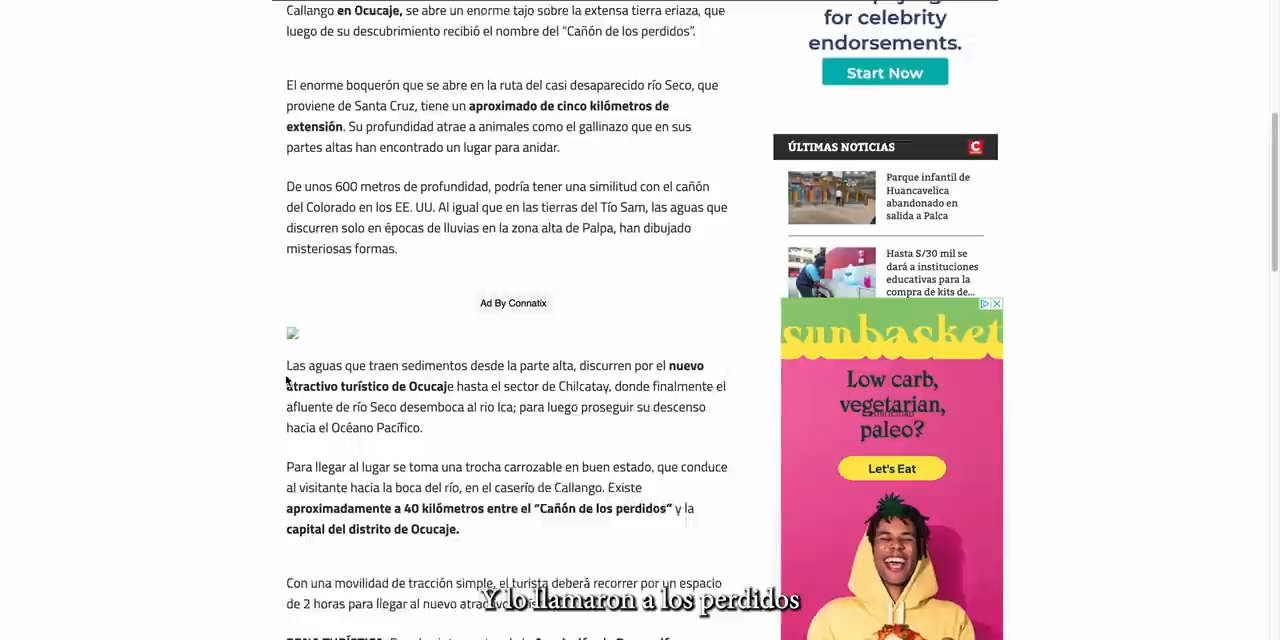 Callango en Ocucaje, se abre un enorme tajo sobre la extensa tierra eriaza, que
luego de su descubrimiento recibió el nombre del “Cañón de los perdidos”.
El enorme boquerón que se abre en la ruta del casi desaparecido río Seco, que
proviene de Santa Cruz, tiene un aproximado de cinco kilómetros de
extensión. Su profundidad atrae a animales como el gallinazo que en sus
partes altas han encontrado un lugar para anidar.
De unos 600 metros de profundidad, podría tener una similitud con el cañón
del Colorado en los EE. UU. Al igual que en las tierras del Tío Sam, las aguas que
discurren solo en épocas de lluvias en la zona alta de Palpa, han dibujado
misteriosas formas.
Ad By Connatix
Las aguas que traen sedimentos desde la parte alta, discurren por el nuevo
atractivo turístico de Ocucaje hasta el sector de Chilcatay, donde finalmente el
afluente de río Seco desemboca al rio Ica; para luego proseguir su descenso
hacia el Océano Pacífico.
Para llegar al lugar se toma una trocha carrozable en buen estado, que conduce
al visitante hacia la boca del río, en el caserío de Callango. Existe
aproximadamente a 40 kilómetros entre el “Cañón de los perdidos” y la
capital del distrito de Ocucaje.
Con una movilidad de tracción simple, el turista deberá recorrer por un espacio
de 2 horas para llegar al nuevo
Y lo llamaron a los perdidos
for celebrity
endorsements.
Start Now
ÚLTIMAS NOTICIAS
C
Parque infantil de
Huancavelica
abandonado en
salida a Palca
Hasta S/30 mil se
dará a instituciones
educativas para la
compra de kits de...
sunbasket
Low carb,
vegetarian,
paleo?
Let's Eat